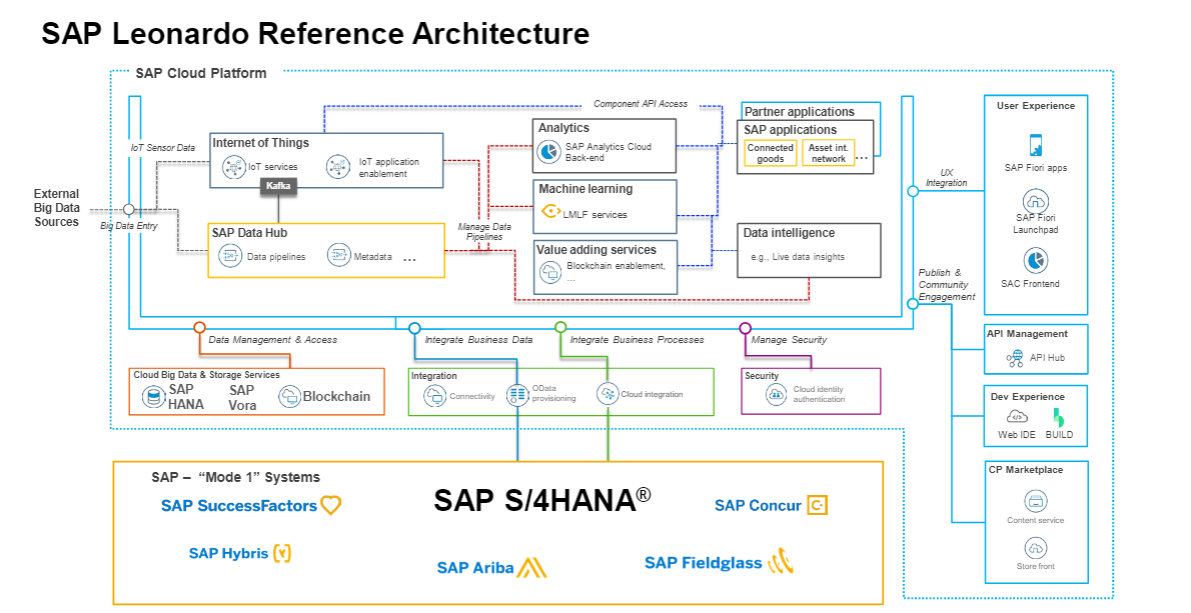 SAP Leonardo Reference Architecture
SAP Cloud Platform
Component API Access
IoT Sensor Data
External
Big Data
Sources
Big Data Entry
Internet of Things
IoT services
IoT application
enablement
Kafka
SAP Data Hub
Data pipelines
Metadata
...
Manage Data
Pipelines
Analytics
SAP Analytics Cloud
Back-end
Machine learning
LMLF services
Value adding services
Blockchain enablement,
...
Partner applications
SAP applications
Connected
goods
Asset int.
network
...
Data intelligence
e.g., Live data insights
UX
Integration
Publish &
Community
Engagement
User Experience
SAP Fiori apps
SAP Fiori
Launchpad
SAC Frontend
API Management
API Hub
Dev Experience
Web IDE
BUILD
CP Marketplace
Content service
Store front
Data Management & Access
Integrate Business Data
Integrate Business Processes
Manage Security
Cloud Big Data & Storage Services
SAP
HANA
SAP
Vora
Blockchain
Integration
Connectivity
OData
provisioning
Cloud integration
Security
Cloud identity
authentication
SAP – “Mode 1” Systems
SAP SuccessFactors
SAP S/4HANA®
SAP Concur
SAP Hybris
SAP Ariba
SAP Fieldglass